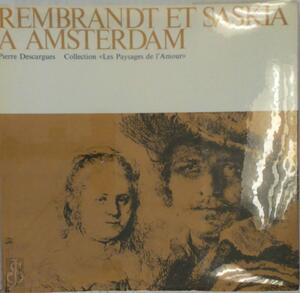 REMBRANDT ET SASKIA
A AMSTERDAM
Pierre Descargues Collection «Les Paysages de l'Amour»